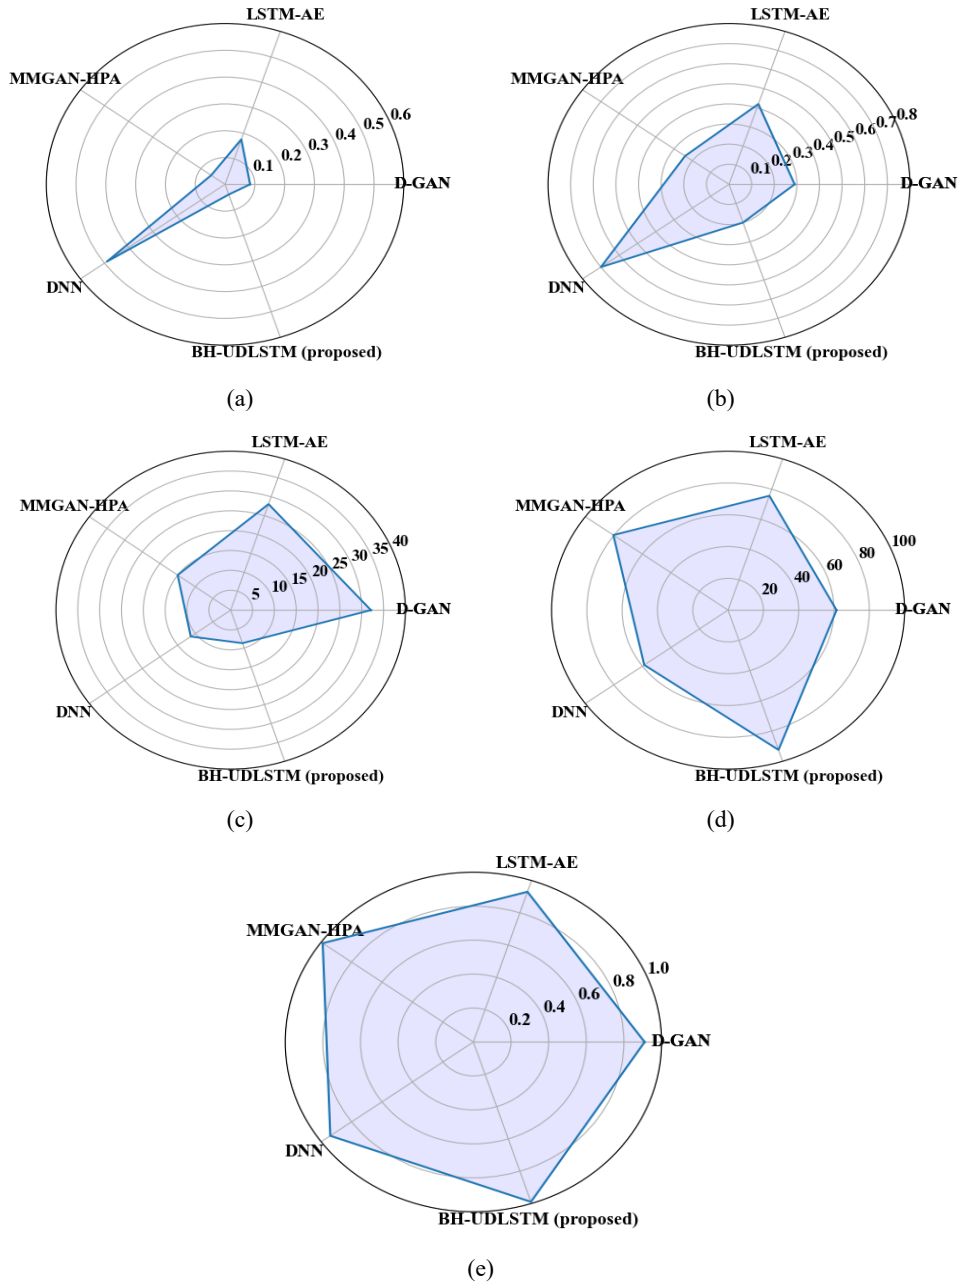 LSTM-AE
MMGAN-HPA
0.1 0.2 0.3 0.4 0.5 0.6
D-GAN
DNN
BH-UDLSTM (proposed)
(a)
LSTM-AE
MMGAN-HPA
0.1 0.2 0.3 0.4 0.5 0.6 0.7 0.8
D-GAN
DNN
BH-UDLSTM (proposed)
(b)
LSTM-AE
MMGAN-HPA
5 10 15 20 25 30 35 40
D-GAN
DNN
BH-UDLSTM (proposed)
(c)
LSTM-AE
MMGAN-HPA
20 40 60 80 100
D-GAN
DNN
BH-UDLSTM (proposed)
(d)
LSTM-AE
MMGAN-HPA
0.2 0.4 0.6 0.8 1.0
D-GAN
DNN
BH-UDLSTM (proposed)
(e)